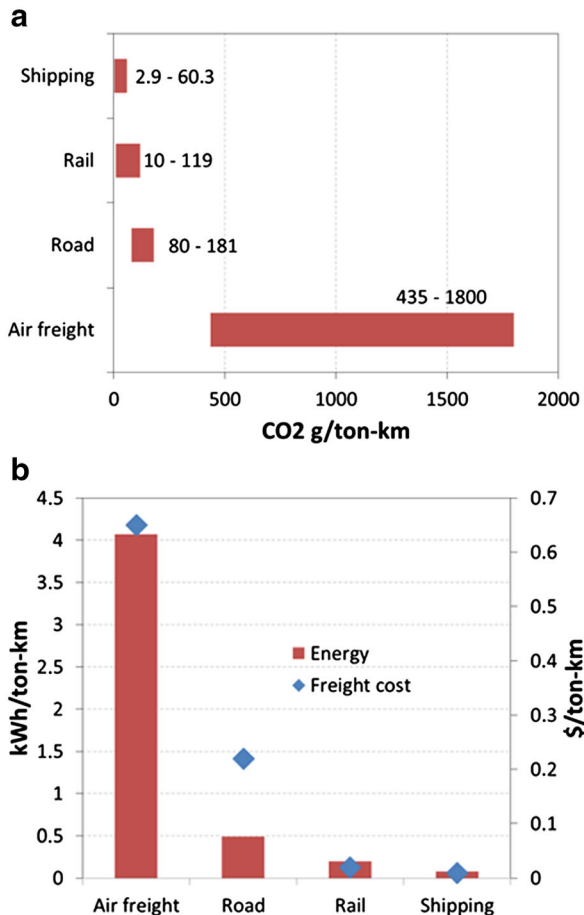 a
Shipping
2.9 - 60.3
Rail
10 - 119
Road
80 - 181
435 - 1800
Air freight
0 500 1000 1500 2000
CO2 g/ton-km
b
4.5
4
3.5
3
2.5
2
1.5
1
0.5
0
kWh/ton-km
Energy
Freight cost
0.7
0.6
0.5
0.4
0.3
0.2
0.1
0
$/ton-km
Air freight Road Rail Shipping